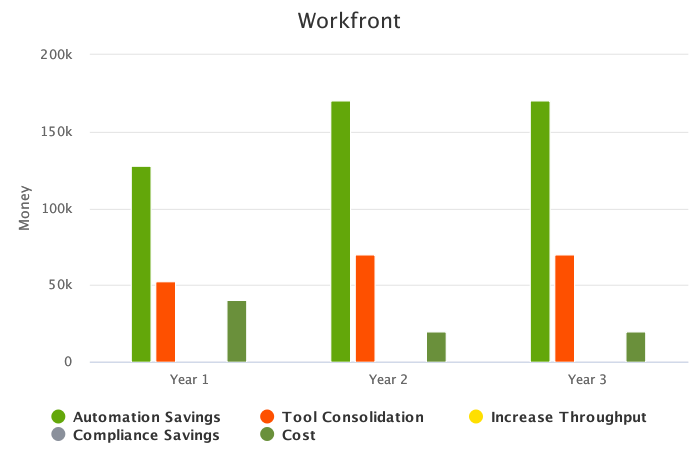 Workfront
200k
150k
100k
50k
0
Money
Year 1 Year 2 Year 3
Automation Savings Tool Consolidation Increase Throughput
Compliance Savings Cost